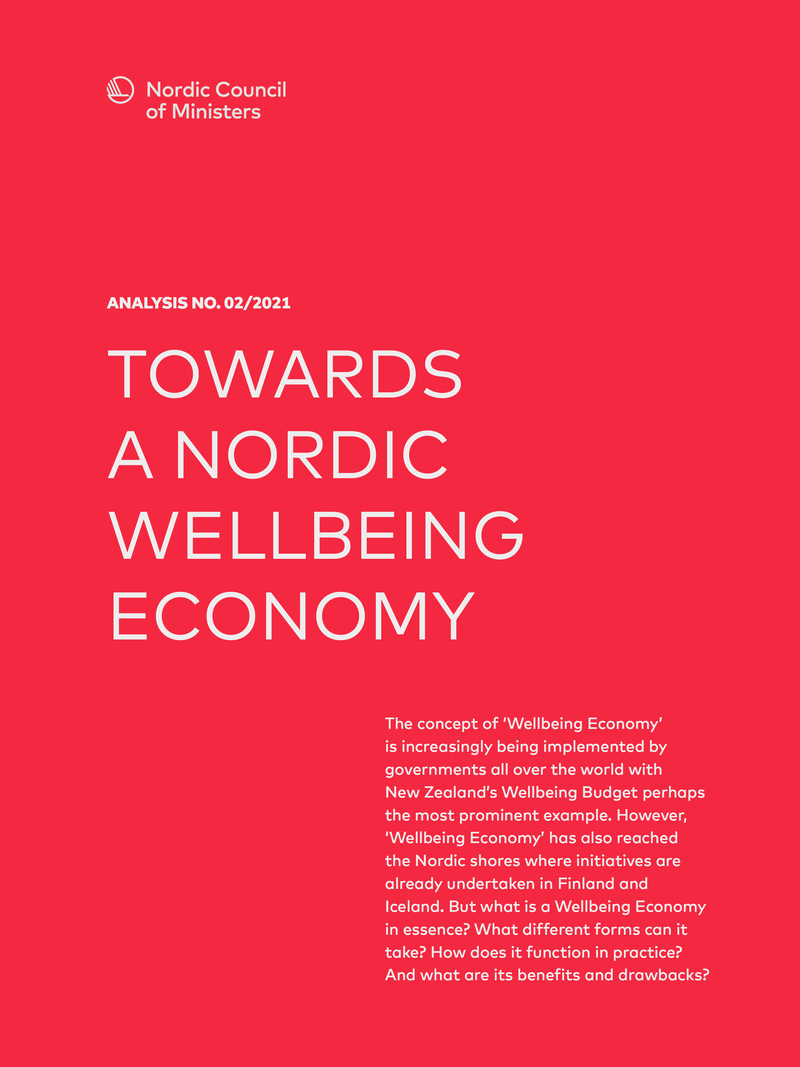 Nordic Council
of Ministers
ANALYSIS NO. 02/2021
TOWARDS
A NORDIC
WELLBEING
ECONOMY
The concept of ‘Wellbeing Economy’
is increasingly being implemented by
governments all over the world with
New Zealand’s Wellbeing Budget perhaps
the most prominent example. However,
‘Wellbeing Economy’ has also reached
the Nordic shores where initiatives are
already undertaken in Finland and
Iceland. But what is a Wellbeing Economy
in essence? What different forms can it
take? How does it function in practice?
And what are its benefits and drawbacks?